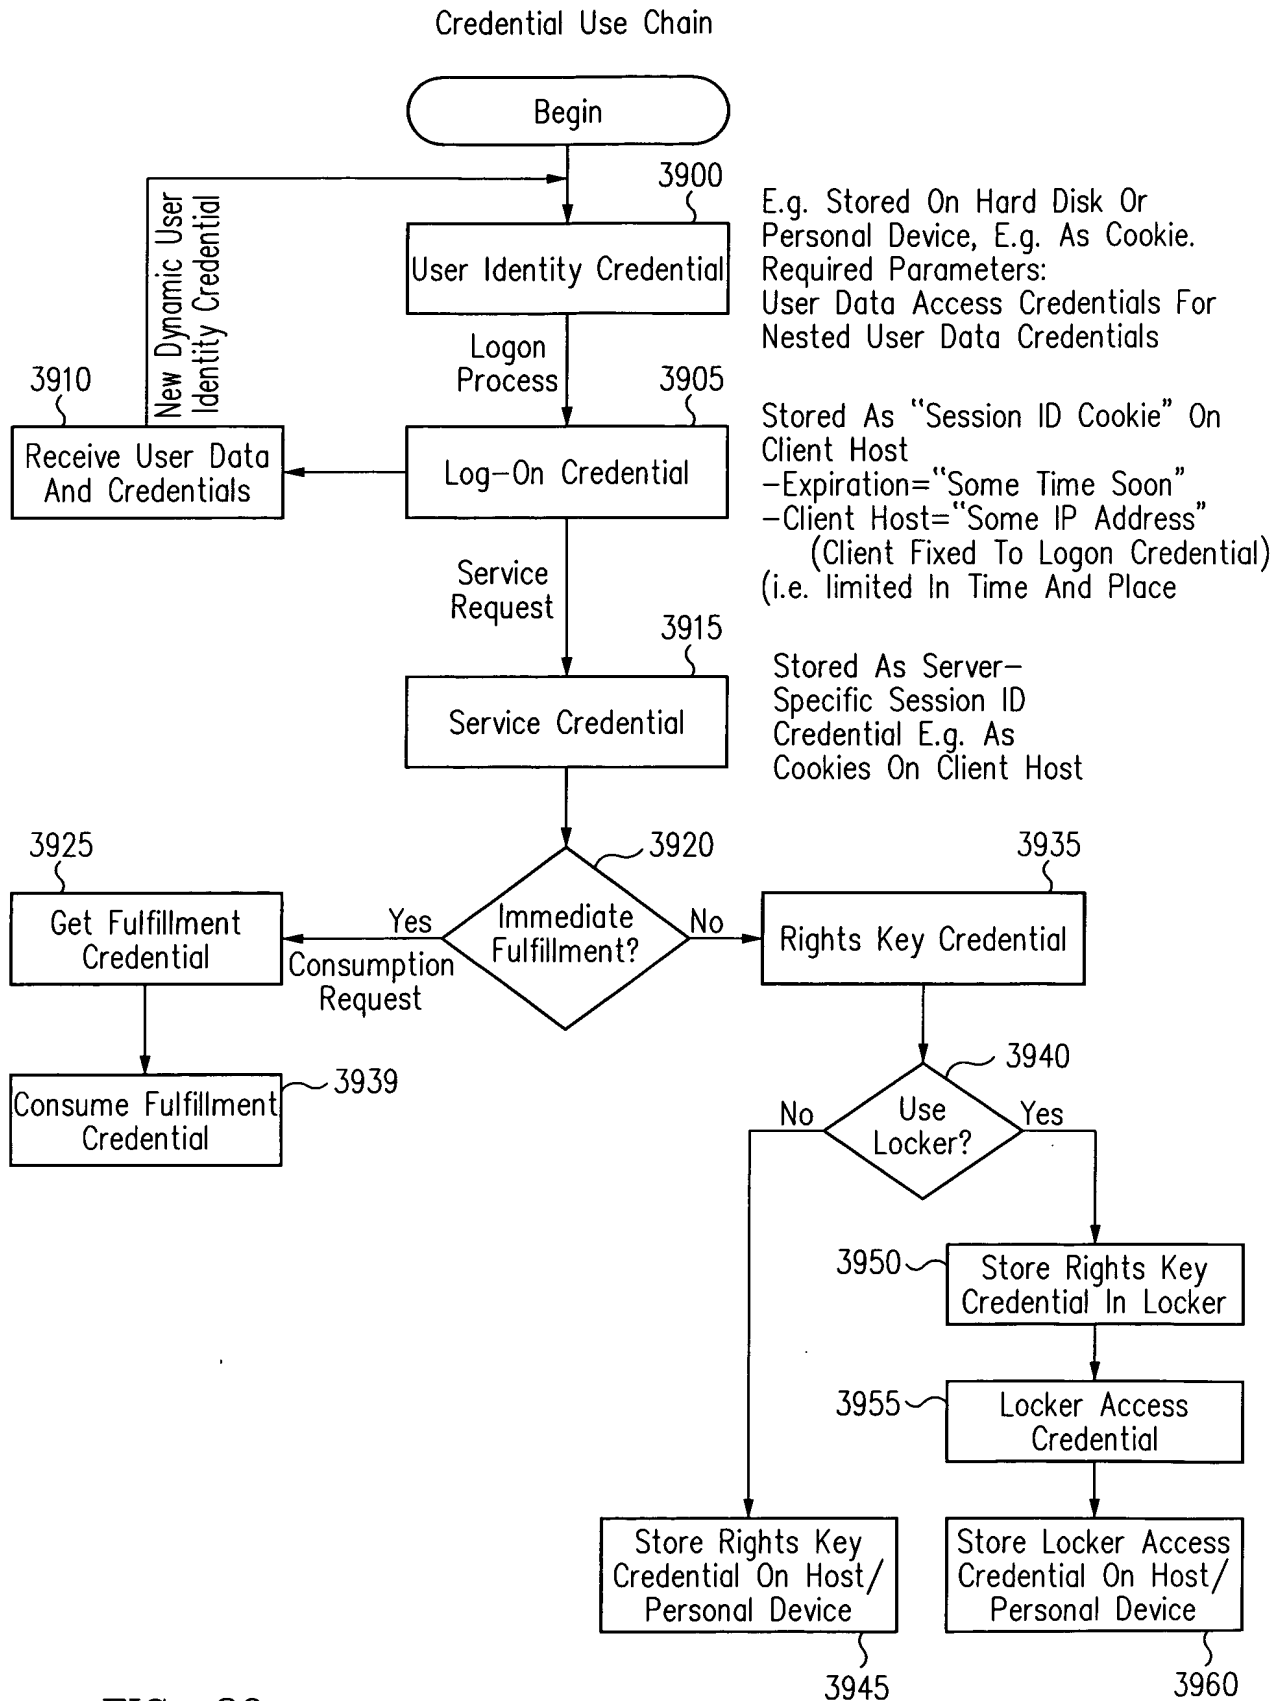 Credential Use Chain
Begin
3900
E.g. Stored On Hard Disk Or
Personal Device, E.g. As Cookie.
Required Parameters:
User Data Access Credentials For
Nested User Data Credentials
User Identity Credential
New Dynamic User
Identity Credential
Logon
Process
3910
3905
Receive User Data
And Credentials
Log-On Credential
Stored As "Session ID Cookie" On
Client Host
-Expiration="Some Time Soon"
-Client Host="Some IP Address"
(Client Fixed To Logon Credential)
(i.e. limited In Time And Place
Service
Request
3915
Service Credential
Stored As Server-
Specific Session ID
Credential E.g. As
Cookies On Client Host
3925
3920
3935
Get Fulfillment
Credential
Yes
Consumption
Request
Immediate
Fulfillment?
No
Rights Key Credential
3939
Consume Fulfillment
Credential
3940
No
Use
Locker?
Yes
3950
Store Rights Key
Credential In Locker
3955
Locker Access
Credential
Store Rights Key
Credential On Host/
Personal Device
Store Locker Access
Credential On Host/
Personal Device
3945
3960